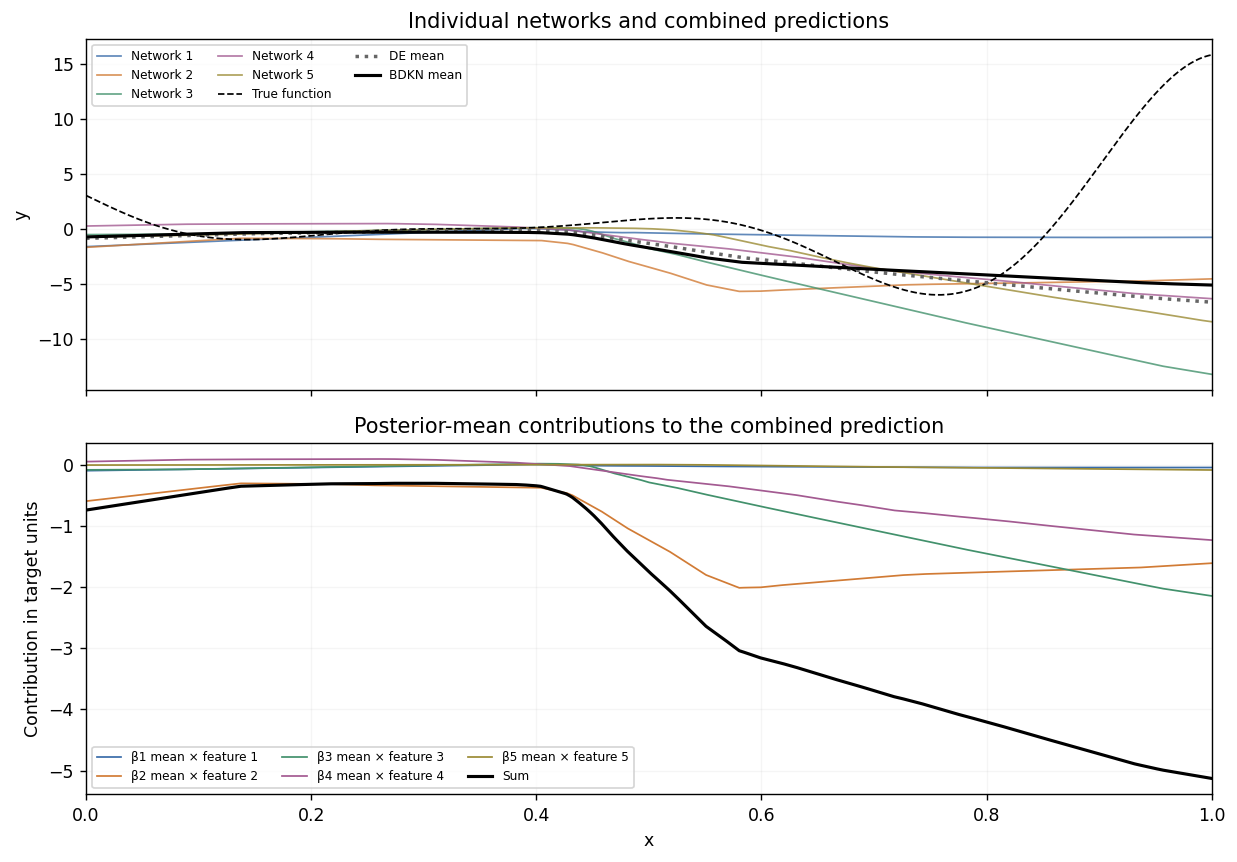 Individual networks and combined predictions
Network 1
Network 2
Network 3
Network 4
Network 5
True function
DE mean
BDKN mean
15
10
5
0
−5
−10
y
Posterior-mean contributions to the combined prediction
0
−1
−2
−3
−4
−5
Contribution in target units
β1 mean × feature 1
β2 mean × feature 2
β3 mean × feature 3
β4 mean × feature 4
β5 mean × feature 5
Sum
0.0 0.2 0.4 0.6 0.8 1.0
x